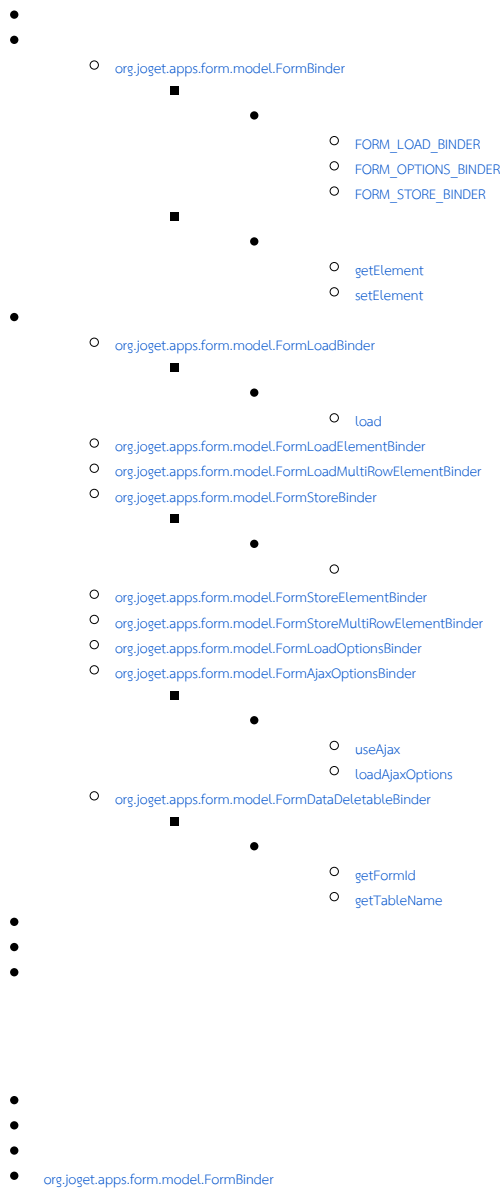 org.joget.apps.form.model.FormBinder
FORM_LOAD_BINDER
FORM_OPTIONS_BINDER
FORM_STORE_BINDER
getElement
setElement
org.joget.apps.form.model.FormLoadBinder
load
org.joget.apps.form.model.FormLoadElementBinder
org.joget.apps.form.model.FormLoadMultiRowElementBinder
org.joget.apps.form.model.FormStoreBinder
org.joget.apps.form.model.FormStoreElementBinder
org.joget.apps.form.model.FormStoreMultiRowElementBinder
org.joget.apps.form.model.FormLoadOptionsBinder
org.joget.apps.form.model.FormAjaxOptionsBinder
useAjax
loadAjaxOptions
org.joget.apps.form.model.FormDataDeletableBinder
getFormId
getTableName
org.joget.apps.form.model.FormBinder